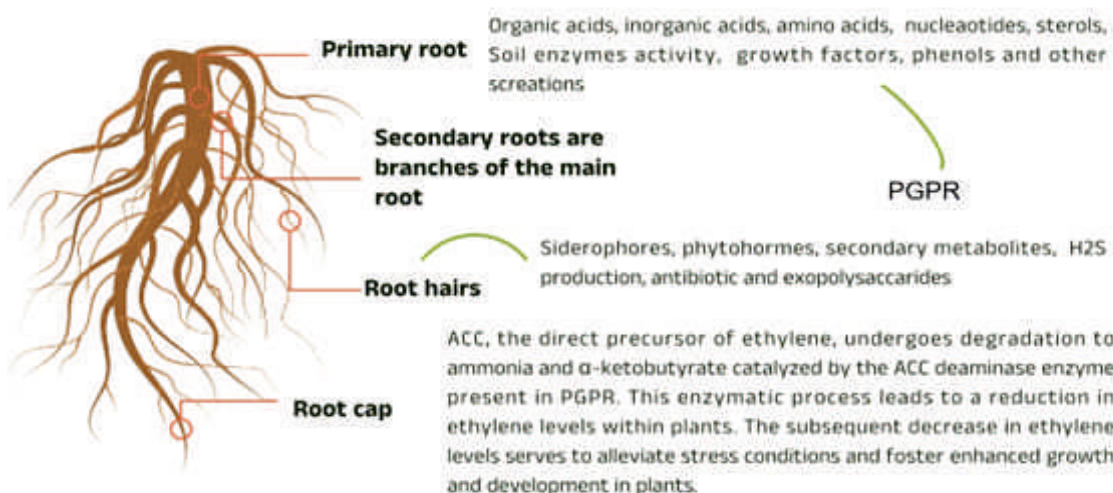 Organic acids, inorganic acids, amino acids, nucleaotides, sterols,
Primary root
Soil enzymes activity, growth factors, phenols and other
screations
Secondary roots are
branches of the main
root
PGPR
Siderophores, phytohormes, secondary metabolites, H2S
production, antibiotic and exopolysaccarides
Root hairs
ACC, the direct precursor of ethylene, undergoes degradation to
ammonia and α-ketobutyrate catalyzed by the ACC deaminase enzyme
present in PGPR. This enzymatic process leads to a reduction in
ethylene levels within plants. The subsequent decrease in ethylene
levels serves to alleviate stress conditions and foster enhanced growth
and development in plants.
Root cap